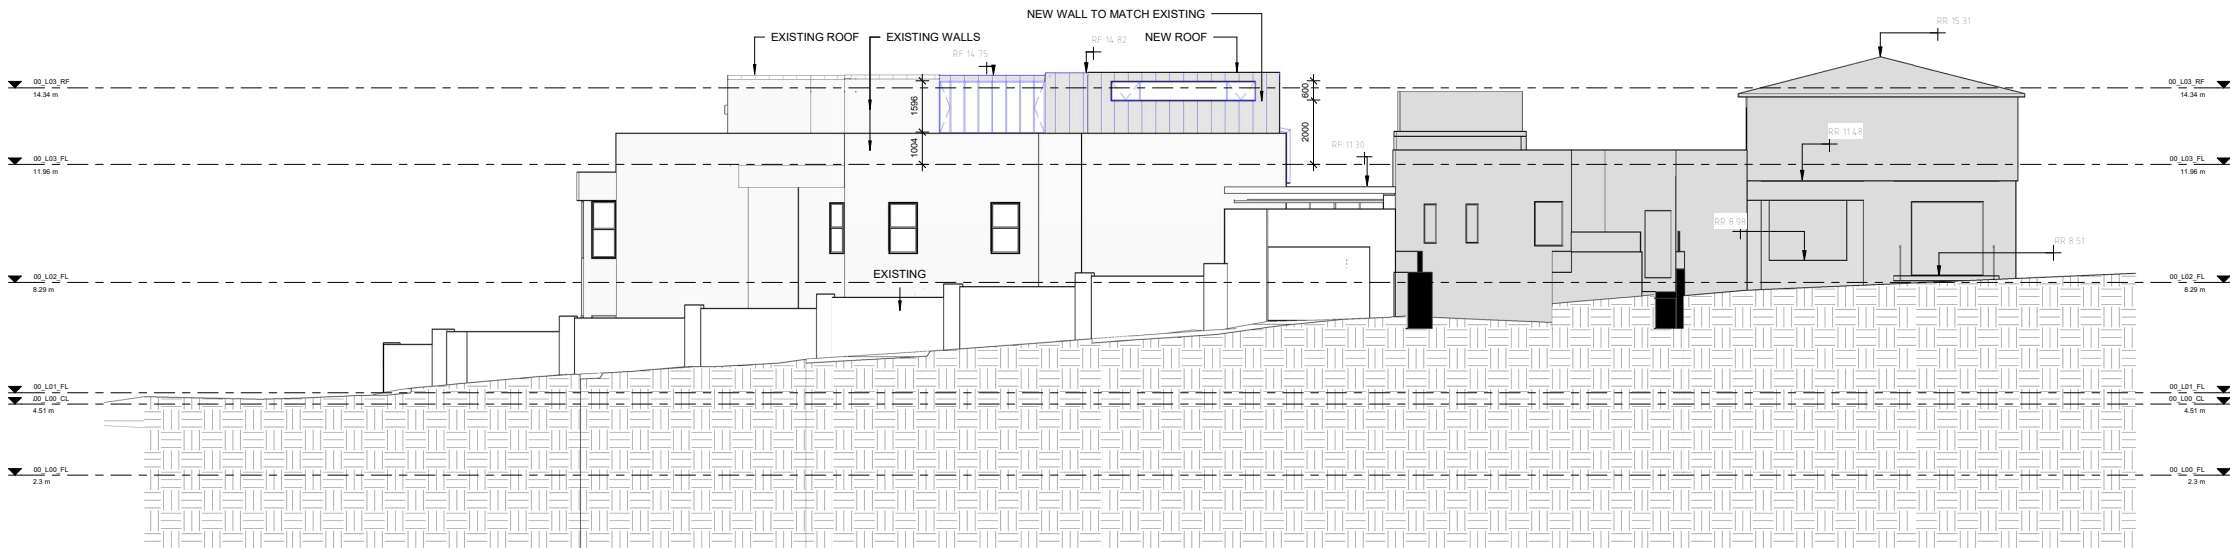 NEW WALL TO MATCH EXISTING
RR 15.31
EXISTING ROOF
EXISTING WALLS
RF 14.75
RF 14.82
NEW ROOF
00_L03_RF
14.34 m
00_L03_RF
14.34 m
1596
600
1004
2000
RR 11.48
RF 11.30
00_L03_FL
11.96 m
00_L03_FL
11.96 m
RR 8.98
RR 8.51
EXISTING
00_L02_FL
8.29 m
00_L02_FL
8.29 m
00_L01_FL
00_L01_FL
00_L00_CL
4.51 m
00_L00_CL
4.51 m
00_L00_FL
2.3 m
00_L00_FL
2.3 m